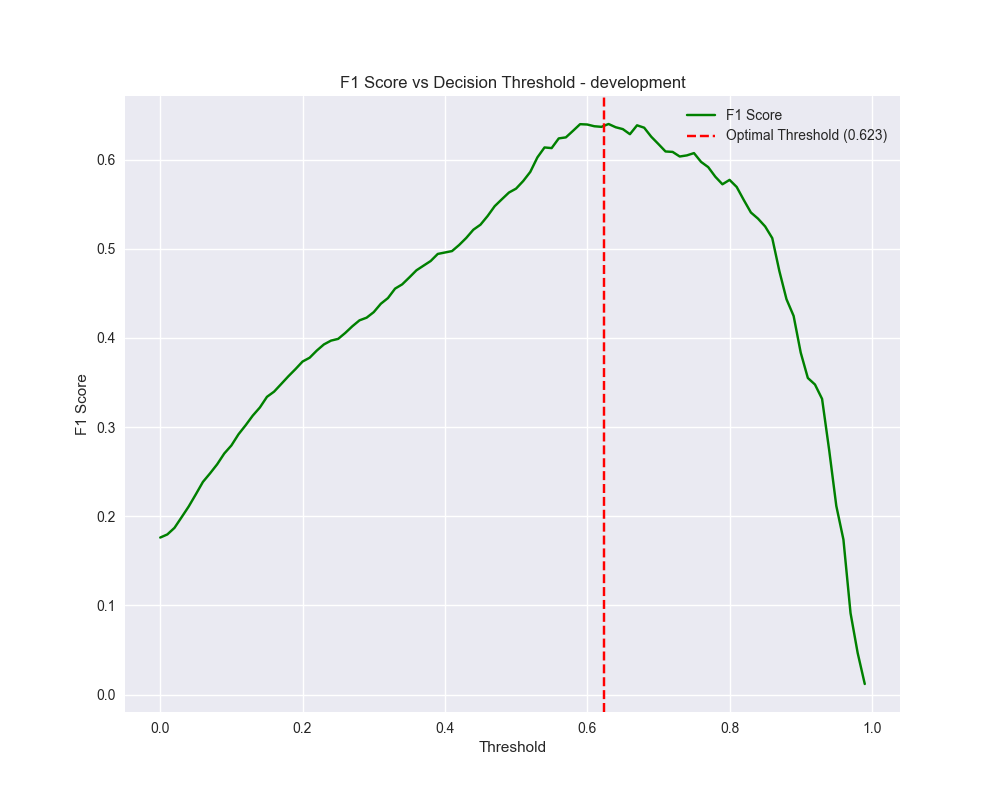 F1 Score vs Decision Threshold - development
F1 Score
Optimal Threshold (0.623)
F1 Score
0.6
0.5
0.4
0.3
0.2
0.1
0.0
0.0 0.2 0.4 0.6 0.8 1.0
Threshold